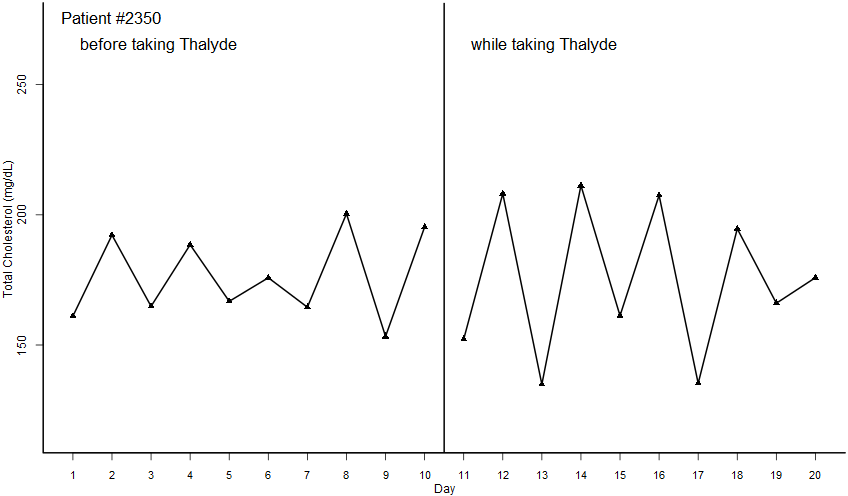 Patient #2350
before taking Thalyde
while taking Thalyde
Total Cholesterol (mg/dL)
250
200
150
1 2 3 4 5 6 7 8 9 10 11 12 13 14 15 16 17 18 19 20
Day